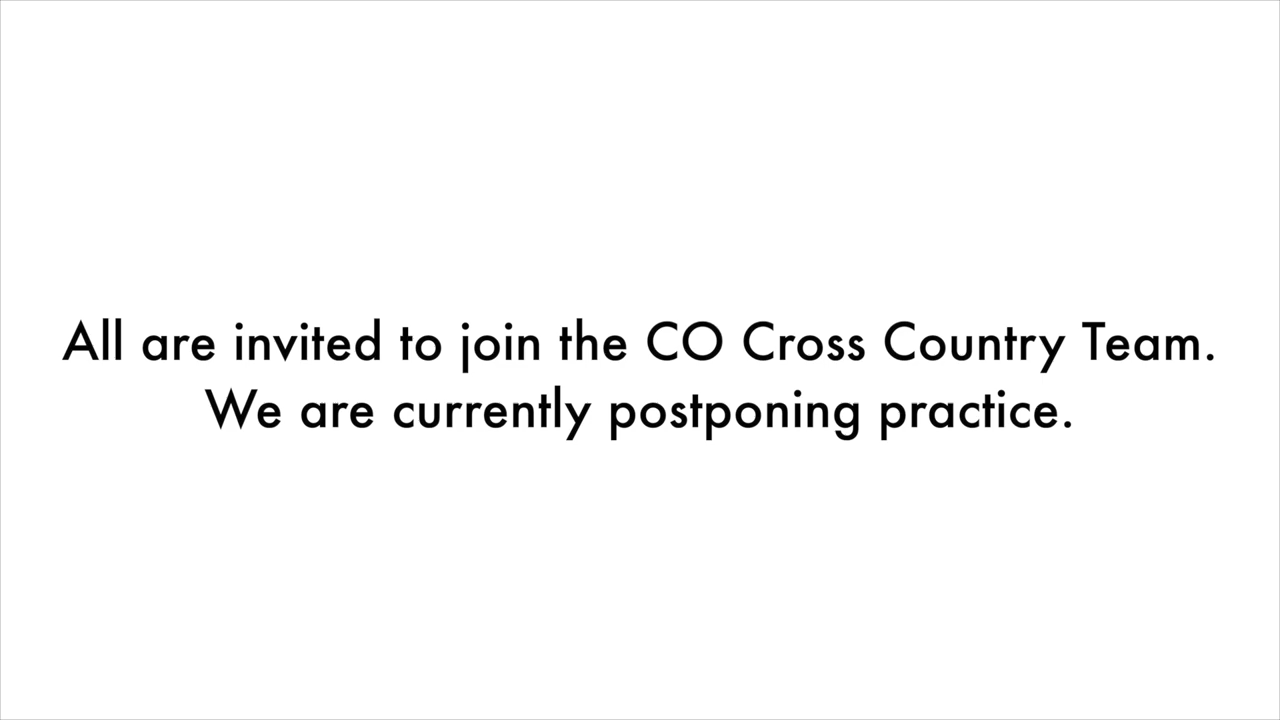 All are invited to join the CO Cross Country Team.
We are currently postponing practice.